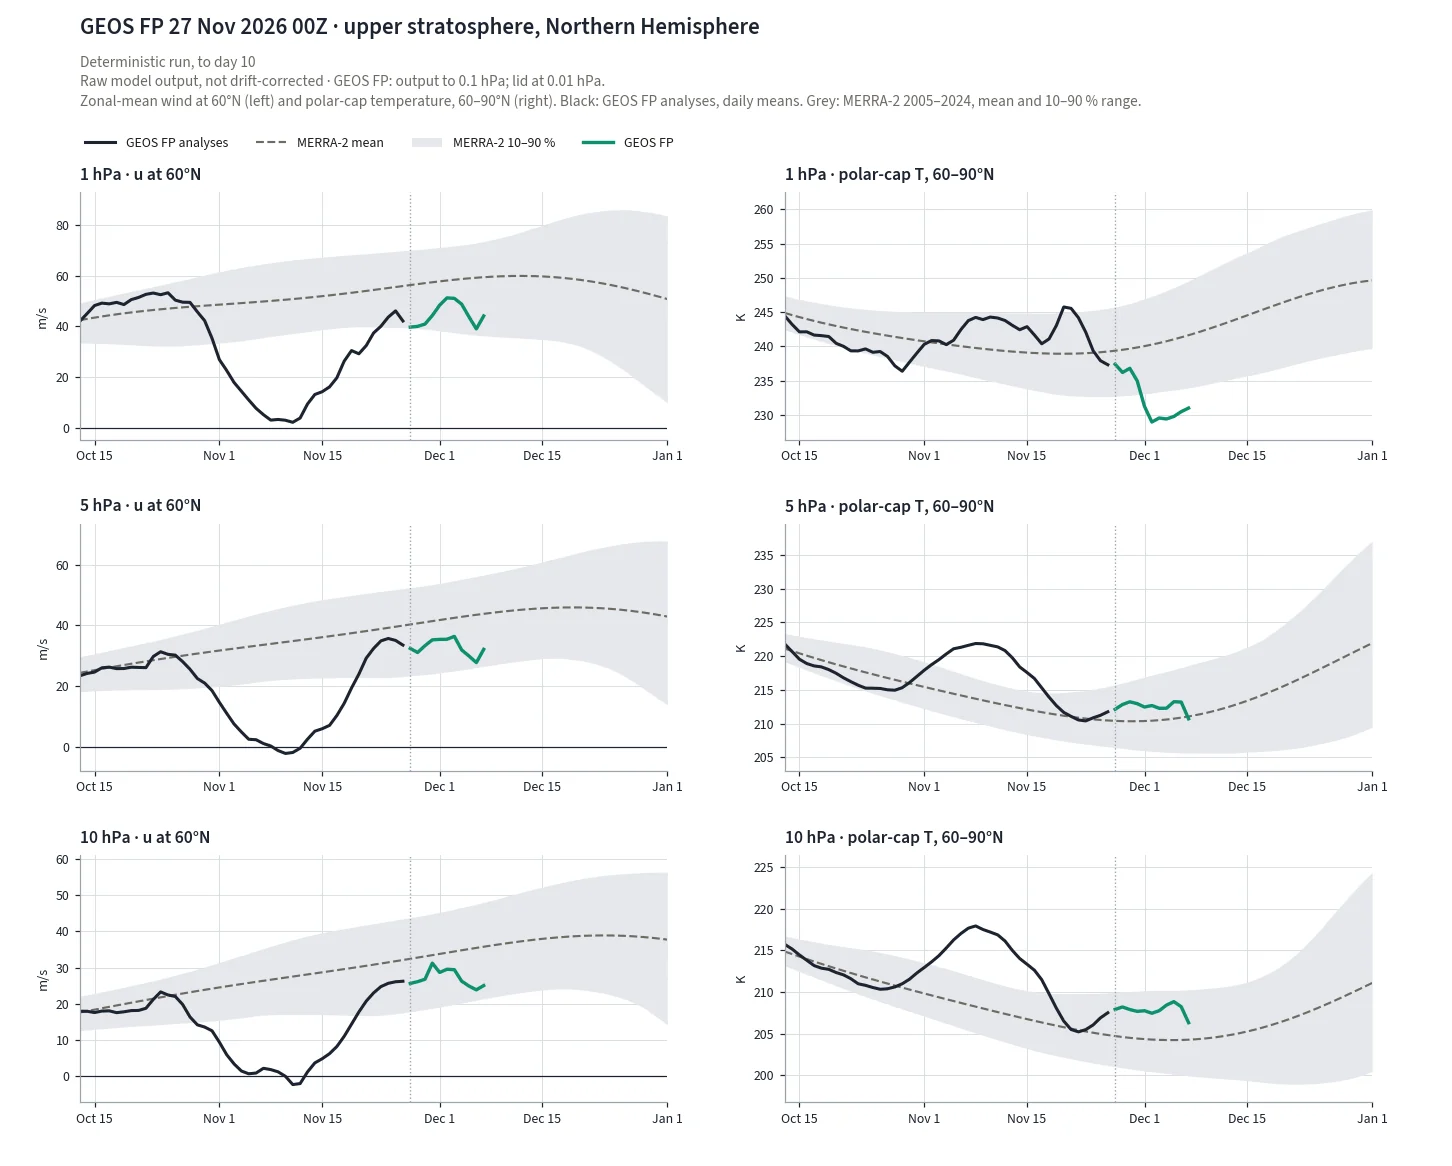 GEOS FP 27 Nov 2026 00Z · upper stratosphere, Northern Hemisphere
Deterministic run, to day 10
Raw model output, not drift-corrected · GEOS FP: output to 0.1 hPa; lid at 0.01 hPa.
Zonal-mean wind at 60°N (left) and polar-cap temperature, 60–90°N (right). Black: GEOS FP analyses, daily means. Grey: MERRA-2 2005–2024, mean and 10–90 % range.
GEOS FP analyses MERRA-2 mean MERRA-2 10–90 % GEOS FP
1 hPa · u at 60°N
80
60
40
20
0
m/s
Oct 15 Nov 1 Nov 15 Dec 1 Dec 15 Jan 1
1 hPa · polar-cap T, 60–90°N
260
255
250
245
240
235
230
K
Oct 15 Nov 1 Nov 15 Dec 1 Dec 15 Jan 1
5 hPa · u at 60°N
60
40
20
0
m/s
Oct 15 Nov 1 Nov 15 Dec 1 Dec 15 Jan 1
5 hPa · polar-cap T, 60–90°N
235
230
225
220
215
210
205
K
Oct 15 Nov 1 Nov 15 Dec 1 Dec 15 Jan 1
10 hPa · u at 60°N
60
50
40
30
20
10
0
m/s
Oct 15 Nov 1 Nov 15 Dec 1 Dec 15 Jan 1
10 hPa · polar-cap T, 60–90°N
225
220
215
210
205
200
K
Oct 15 Nov 1 Nov 15 Dec 1 Dec 15 Jan 1